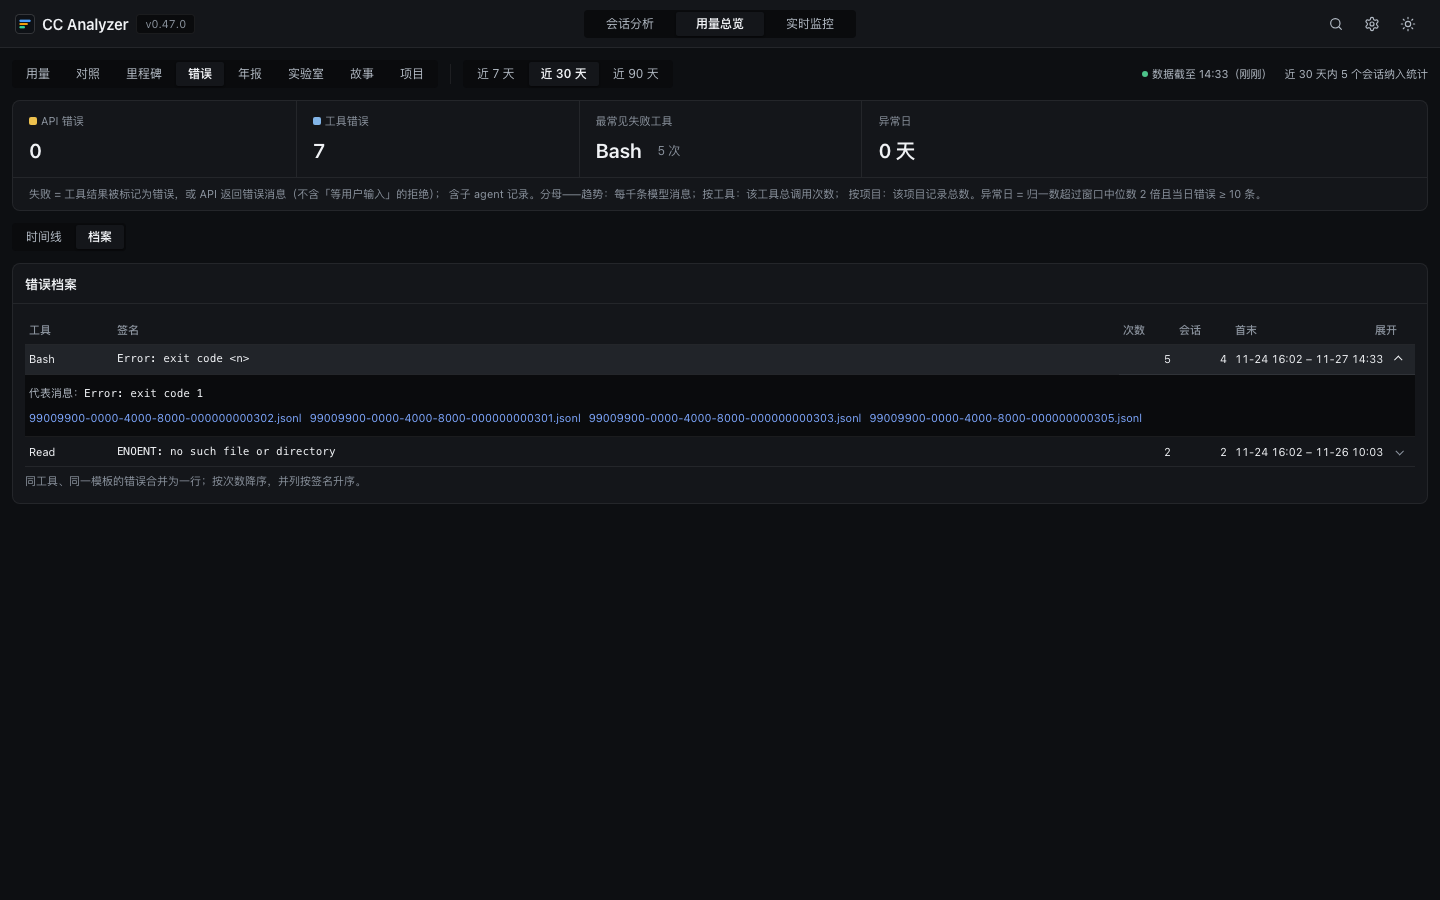 CC Analyzer v0.47.0 会话分析 用量总览 实时监控
用量 对照 里程碑 错误 年报 实验室 故事 项目 近 7 天 近 30 天 近 90 天 数据截至 14:33（刚刚） 近 30 天内 5 个会话纳入统计
API 错误 工具错误 最常见失败工具 异常日
0 7 Bash 5 次 0 天
失败 = 工具结果被标记为错误，或 API 返回错误消息（不含「等用户输入」的拒绝）； 含子 agent 记录。分母——趋势：每千条模型消息；按工具：该工具总调用次数； 按项目：该项目记录总数。异常日 = 归一数超过窗口中位数 2 倍且当日错误 ≥ 10 条。
时间线 档案
错误档案
工具 签名 次数 会话 首末 展开
Bash Error: exit code <n> 5 4 11-24 16:02 – 11-27 14:33
代表消息：Error: exit code 1
99009900-0000-4000-8000-000000000302.jsonl 99009900-0000-4000-8000-000000000301.jsonl 99009900-0000-4000-8000-000000000303.jsonl 99009900-0000-4000-8000-000000000305.jsonl
Read ENOENT: no such file or directory 2 2 11-24 16:02 – 11-26 10:03
同工具、同一模板的错误合并为一行；按次数降序，并列按签名升序。